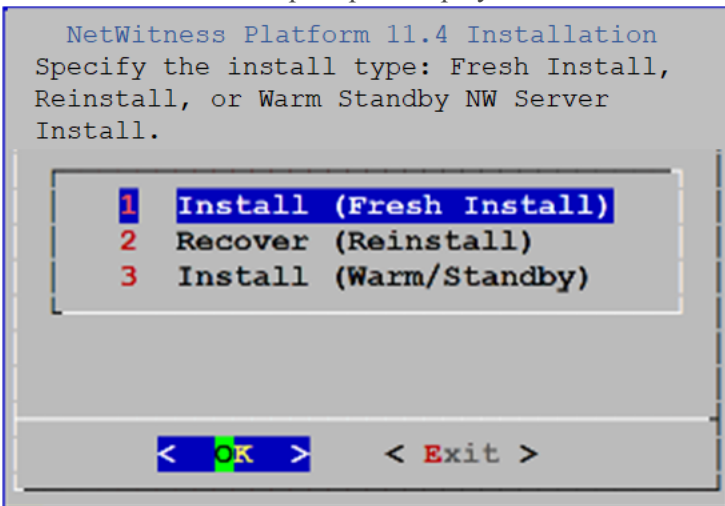 NetWitness Platform 11.4 Installation
Specify the install type: Fresh Install,
Reinstall, or Warm Standby NW Server
Install.
1 Install (Fresh Install)
2 Recover (Reinstall)
3 Install (Warm/Standby)
< OK > < Exit >